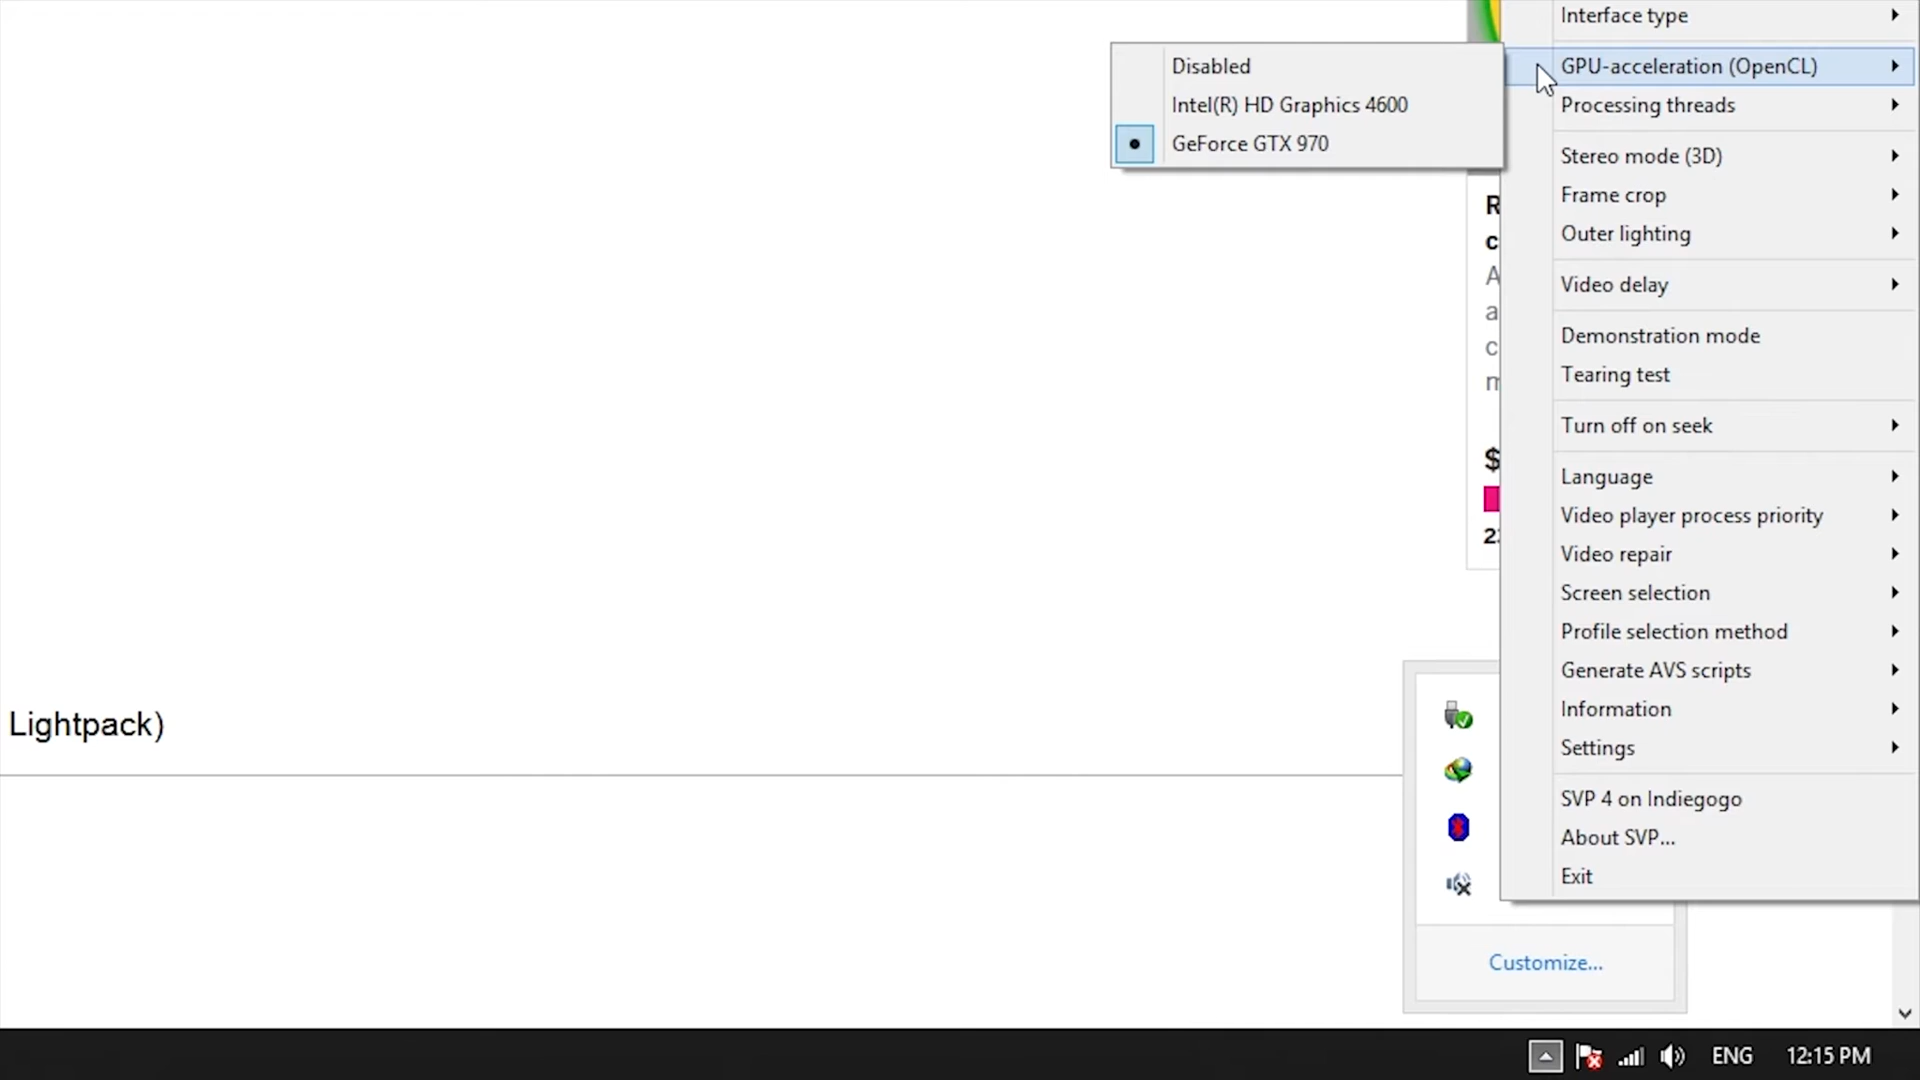 Interface type
GPU-acceleration (OpenCL)
Processing threads
Stereo mode (3D)
Frame crop
Outer lighting
Video delay
Demonstration mode
Tearing test
Turn off on seek
Language
Video player process priority
Video repair
Screen selection
Profile selection method
Generate AVS scripts
Information
Settings
SVP 4 on Indiegogo
About SVP...
Exit
Disabled
Intel(R) HD Graphics 4600
GeForce GTX 970
$
Lightpack)
Customize...
ENG 12:15 PM